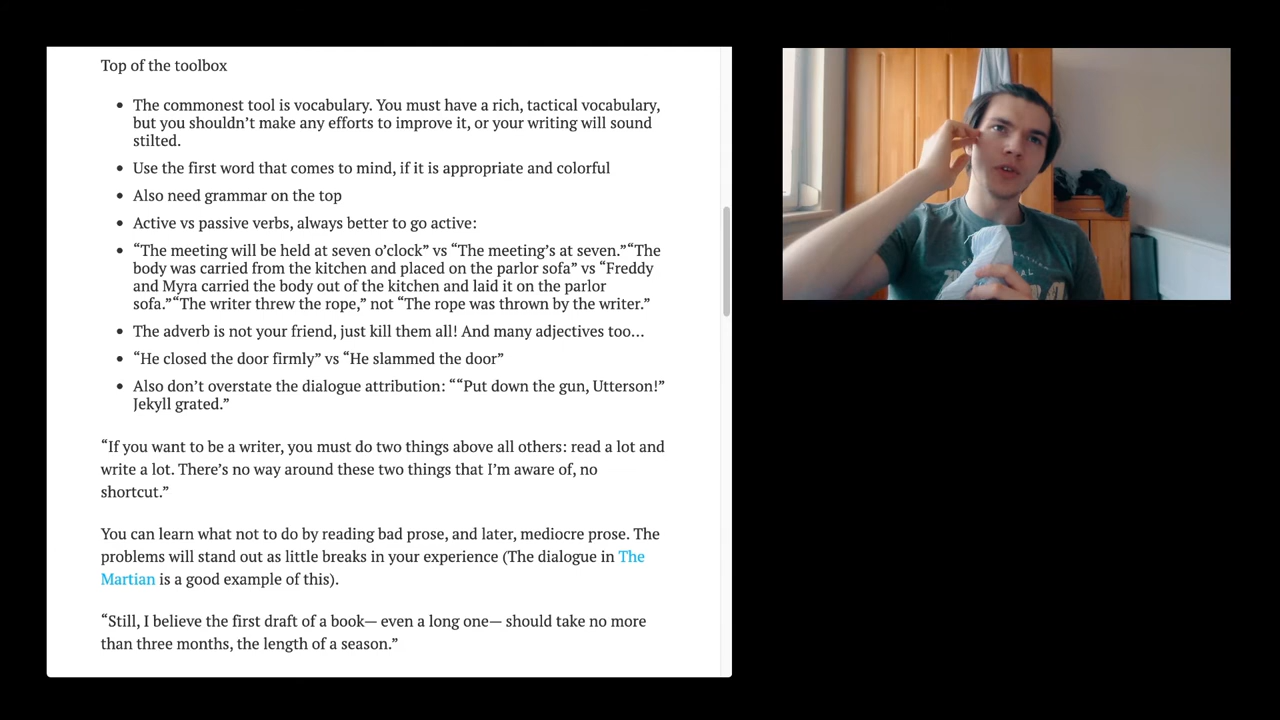 Top of the toolbox
• The commonest tool is vocabulary. You must have a rich, tactical vocabulary,
but you shouldn’t make any efforts to improve it, or your writing will sound
stilted.
• Use the first word that comes to mind, if it is appropriate and colorful
• Also need grammar on the top
• Active vs passive verbs, always better to go active:
• “The meeting will be held at seven o’clock” vs “The meeting’s at seven.”“The
body was carried from the kitchen and placed on the parlor sofa” vs “Freddy
and Myra carried the body out of the kitchen and laid it on the parlor
sofa.”“The writer threw the rope,” not “The rope was thrown by the writer.”
• The adverb is not your friend, just kill them all! And many adjectives too…
• “He closed the door firmly” vs “He slammed the door”
• Also don’t overstate the dialogue attribution: ““Put down the gun, Utterson!”
Jekyll grated.”
“If you want to be a writer, you must do two things above all others: read a lot and
write a lot. There’s no way around these two things that I’m aware of, no
shortcut.”
You can learn what not to do by reading bad prose, and later, mediocre prose. The
problems will stand out as little breaks in your experience (The dialogue in The
Martian is a good example of this).
“Still, I believe the first draft of a book— even a long one— should take no more
than three months, the length of a season.”